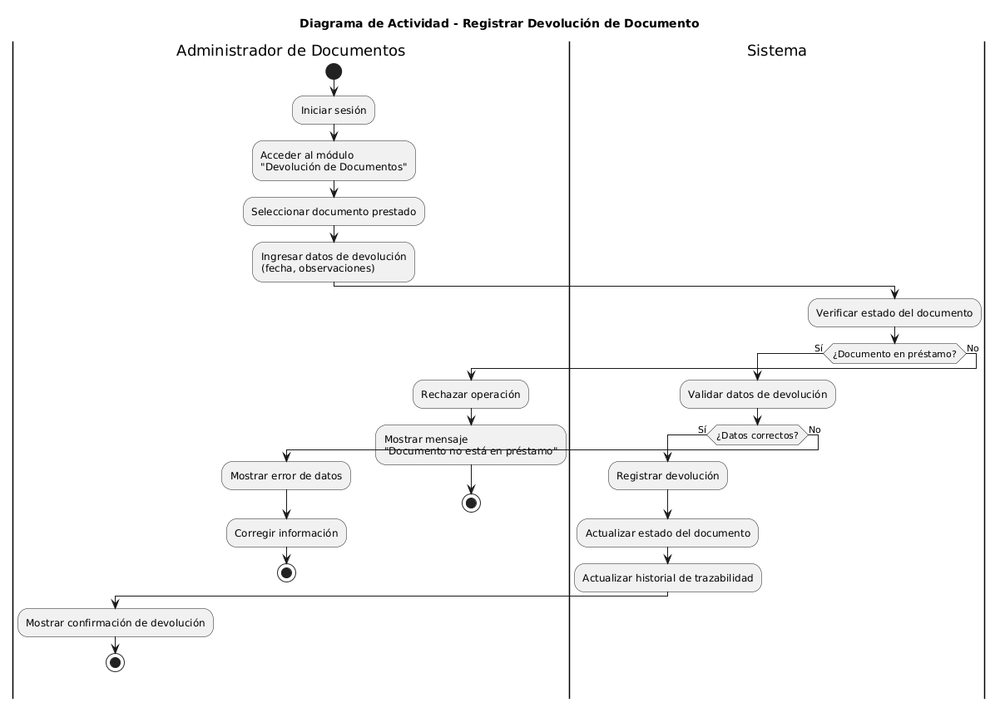 Diagrama de Actividad - Registrar Devolución de Documento
Administrador de Documentos
Sistema
Iniciar sesión
Acceder al módulo
"Devolución de Documentos"
Seleccionar documento prestado
Ingresar datos de devolución
(fecha, observaciones)
Verificar estado del documento
Sí
¿Documento en préstamo?
No
Rechazar operación
Validar datos de devolución
Mostrar mensaje
"Documento no está en préstamo"
Sí
¿Datos correctos?
No
Mostrar error de datos
Registrar devolución
Corregir información
Actualizar estado del documento
Actualizar historial de trazabilidad
Mostrar confirmación de devolución